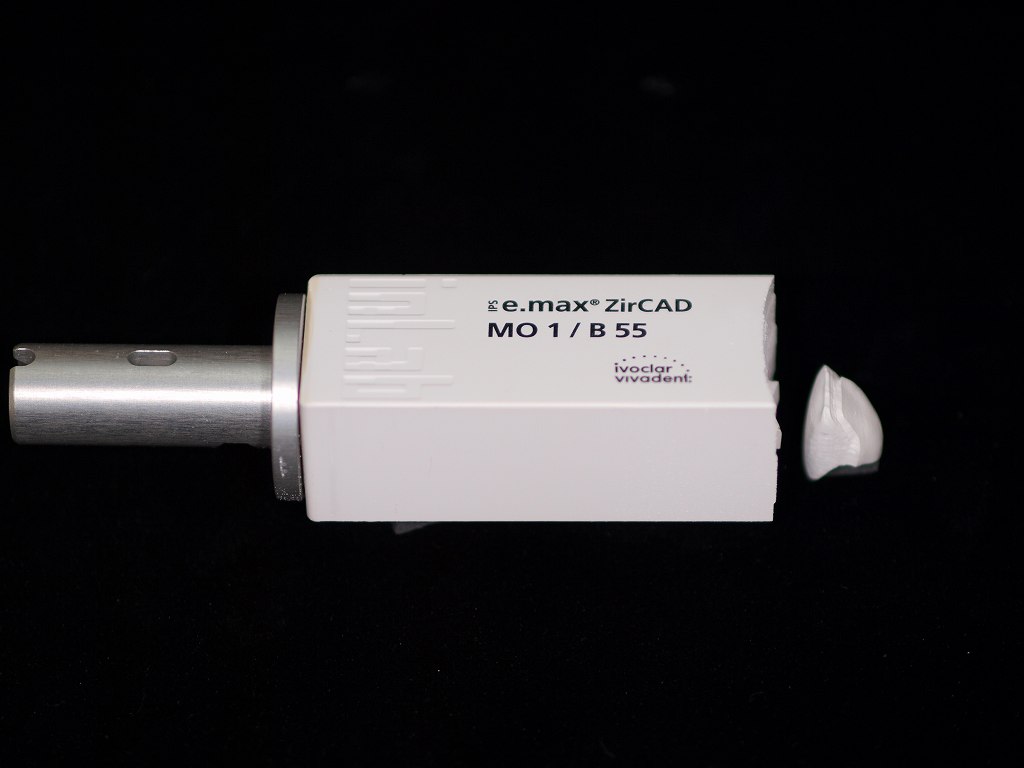 IPS e.max® ZirCAD
MO 1 / B 55
ivoclar
vivadent: